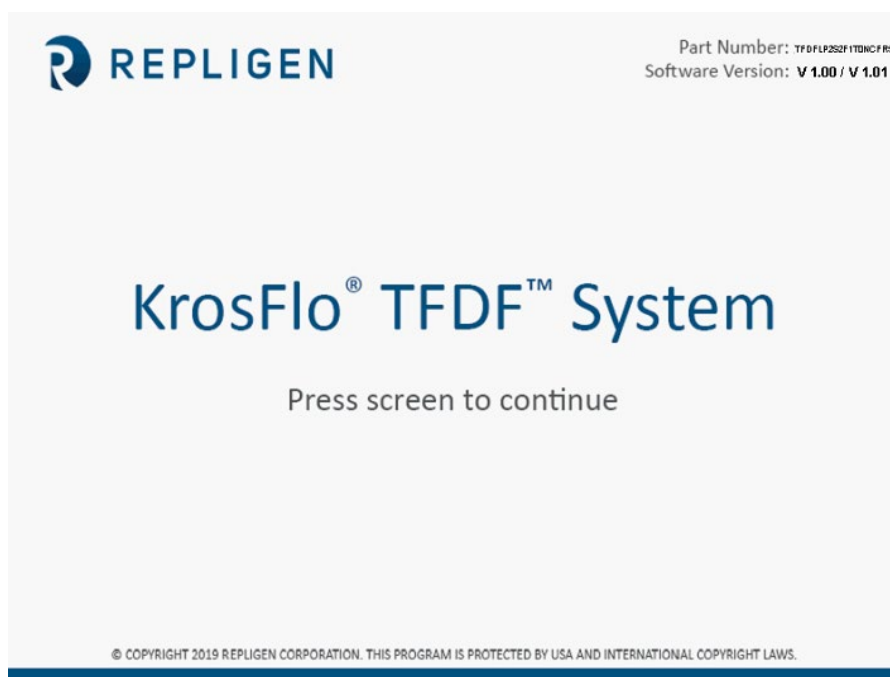 REPLIGEN
Part Number:
Software Version: V 1.00 / V 1.01
KrosFlo® TFDF™ System
Press screen to continue
© COPYRIGHT 2019 REPLIGEN CORPORATION. THIS PROGRAM IS PROTECTED BY USA AND INTERNATIONAL COPYRIGHT LAWS.